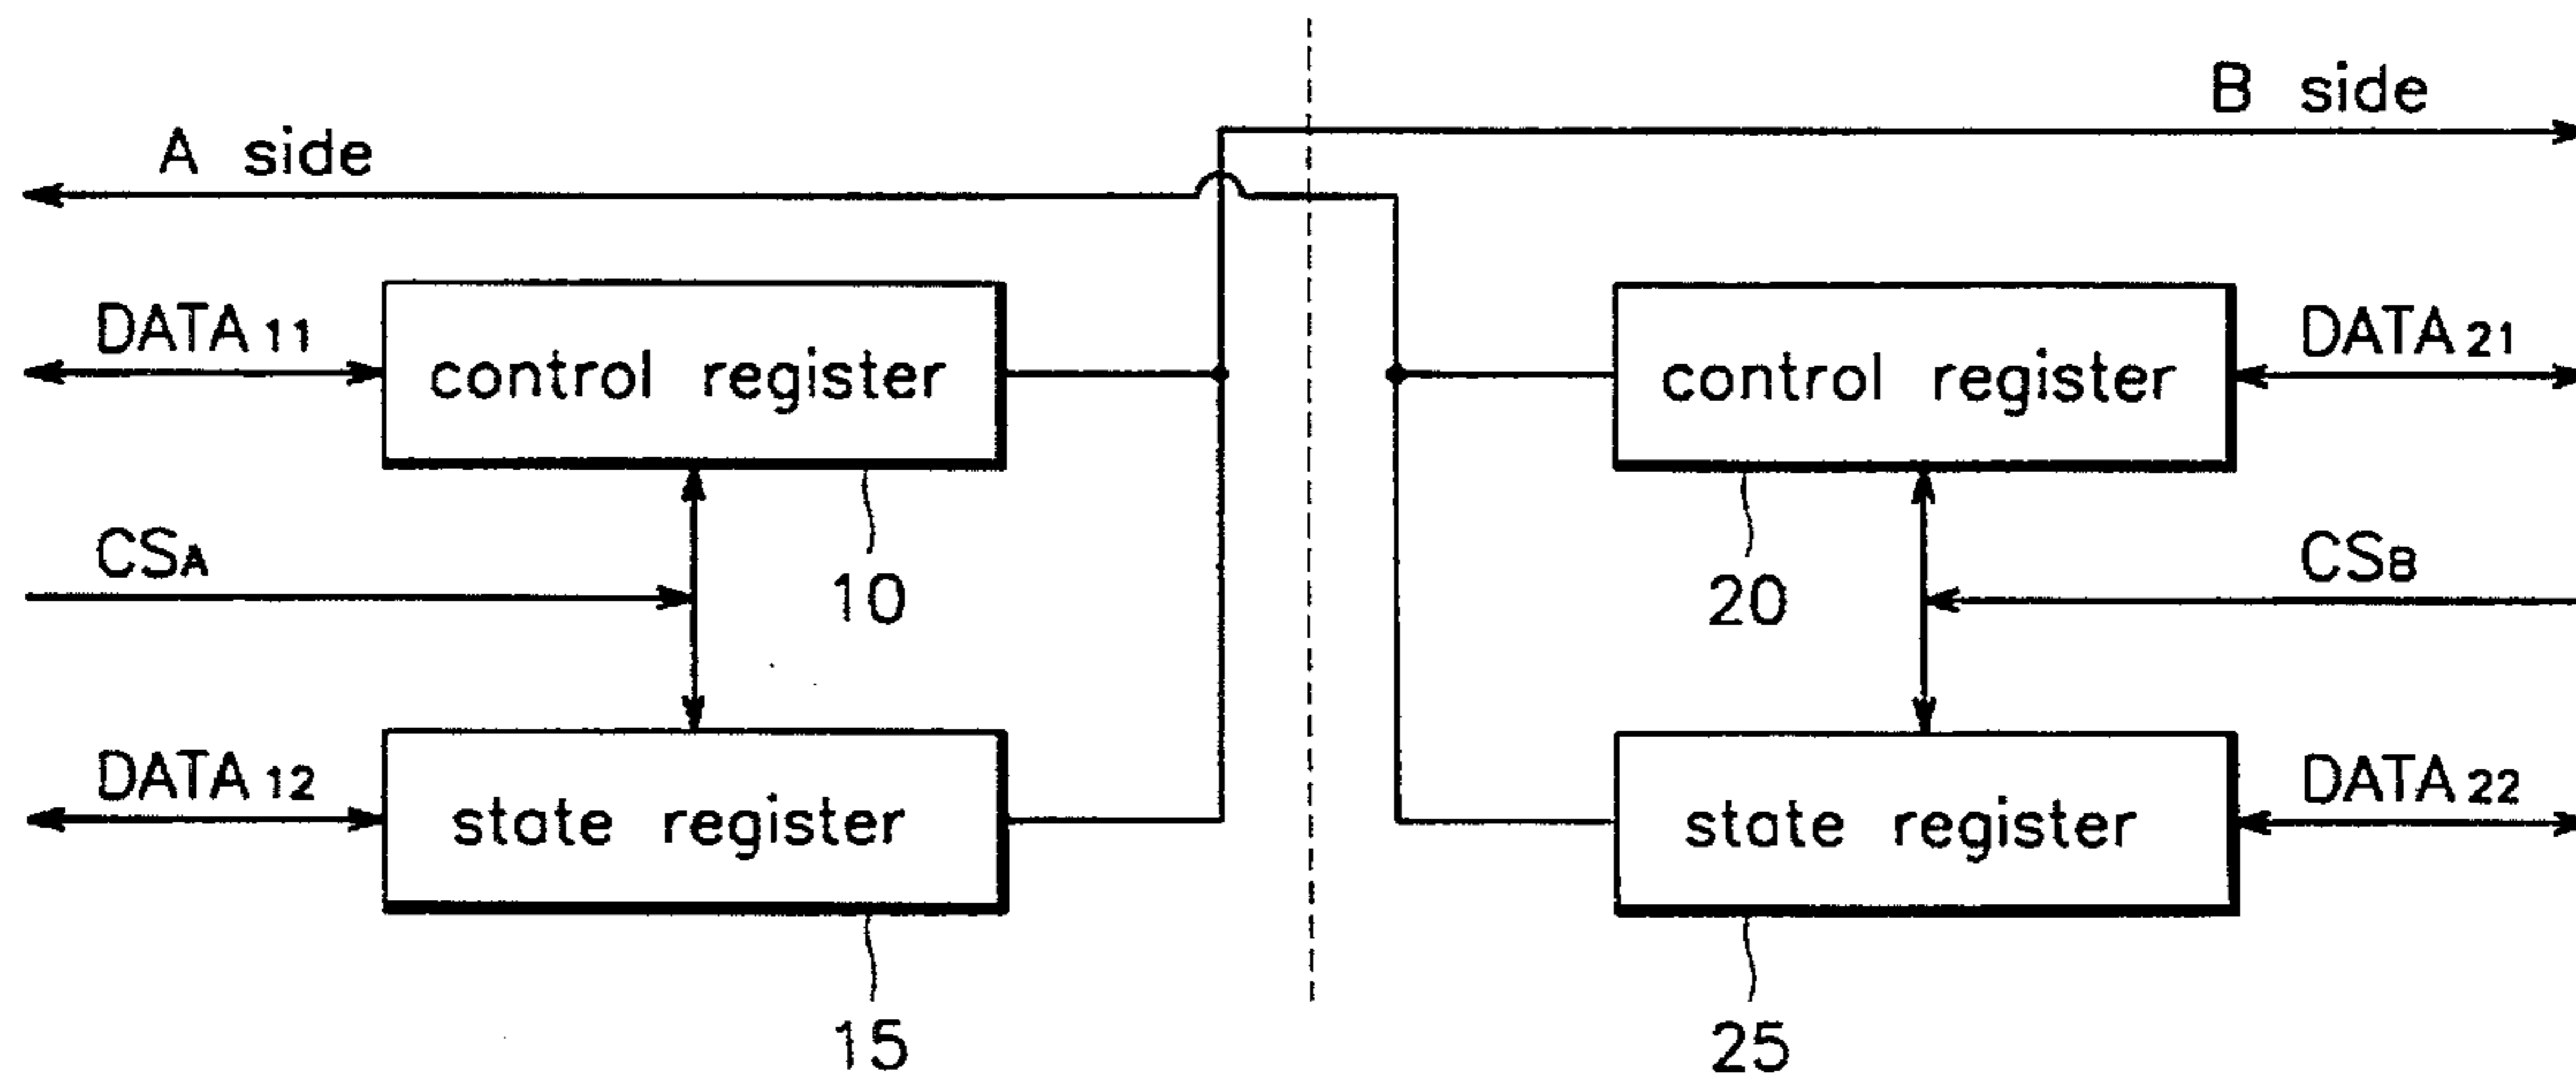 B side
A side
DATA11
control register
control register
DATA21
CSA
10
20
CSB
DATA12
state register
state register
DATA22
15
25